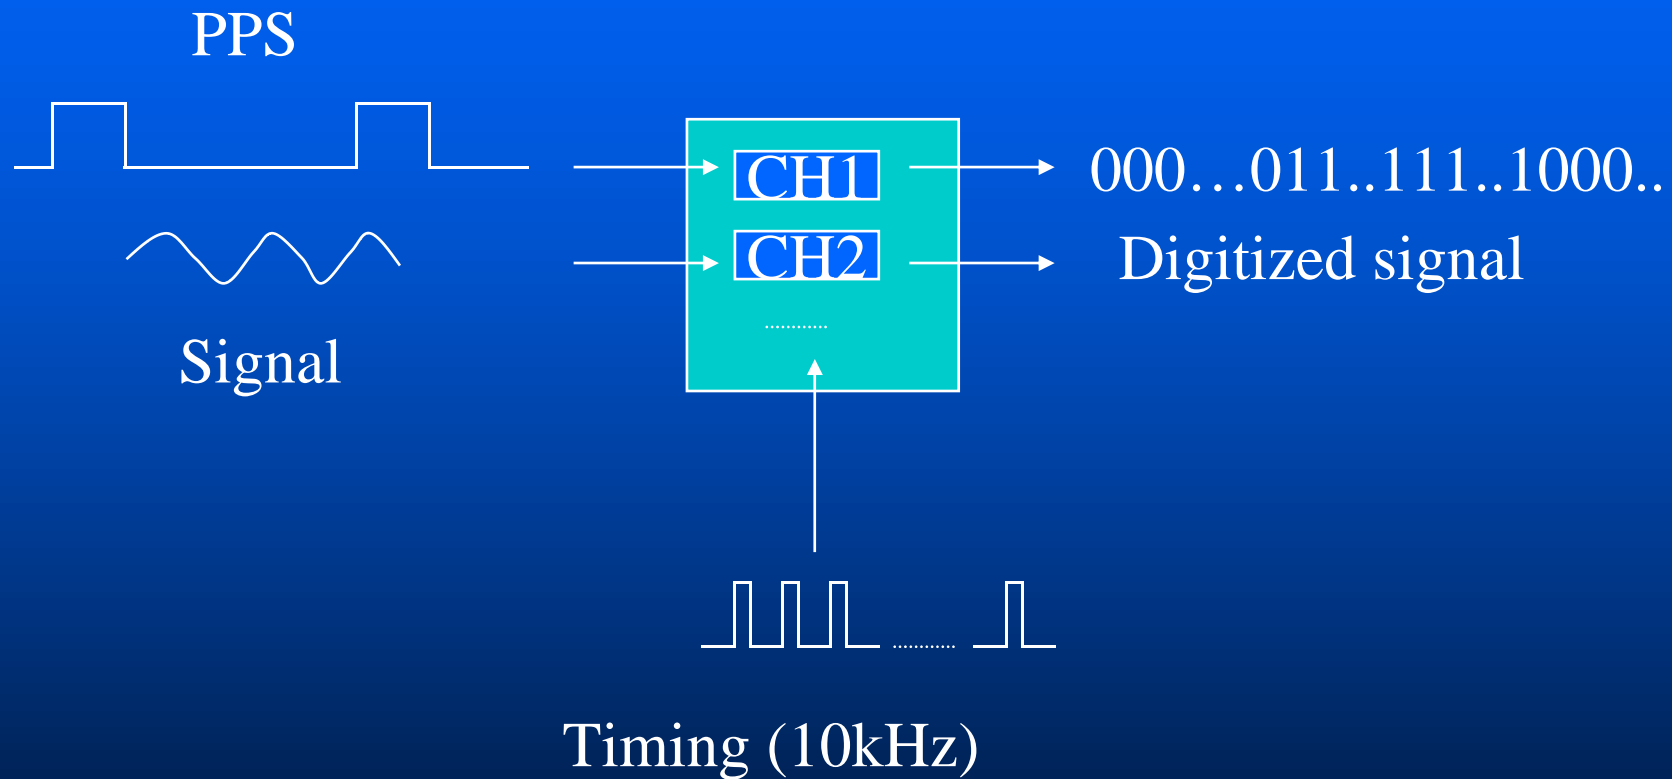 PPS
CH1
000...011..111..1000..
CH2
Digitized signal
Signal
Timing (10kHz)